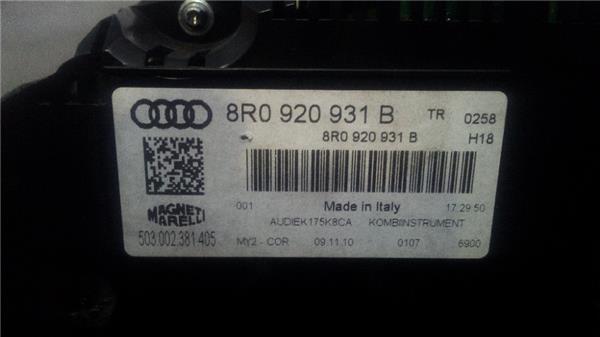 8R0 920 931 B TR 0258
8R0 920 931 B H18
001 Made in Italy 17 29 50
MAGNETI MARELLI
AUDIEK175K8CA KOMBIINSTRUMENT
503.002.381.405 MY2 - COR 09.11.10 0107 6900